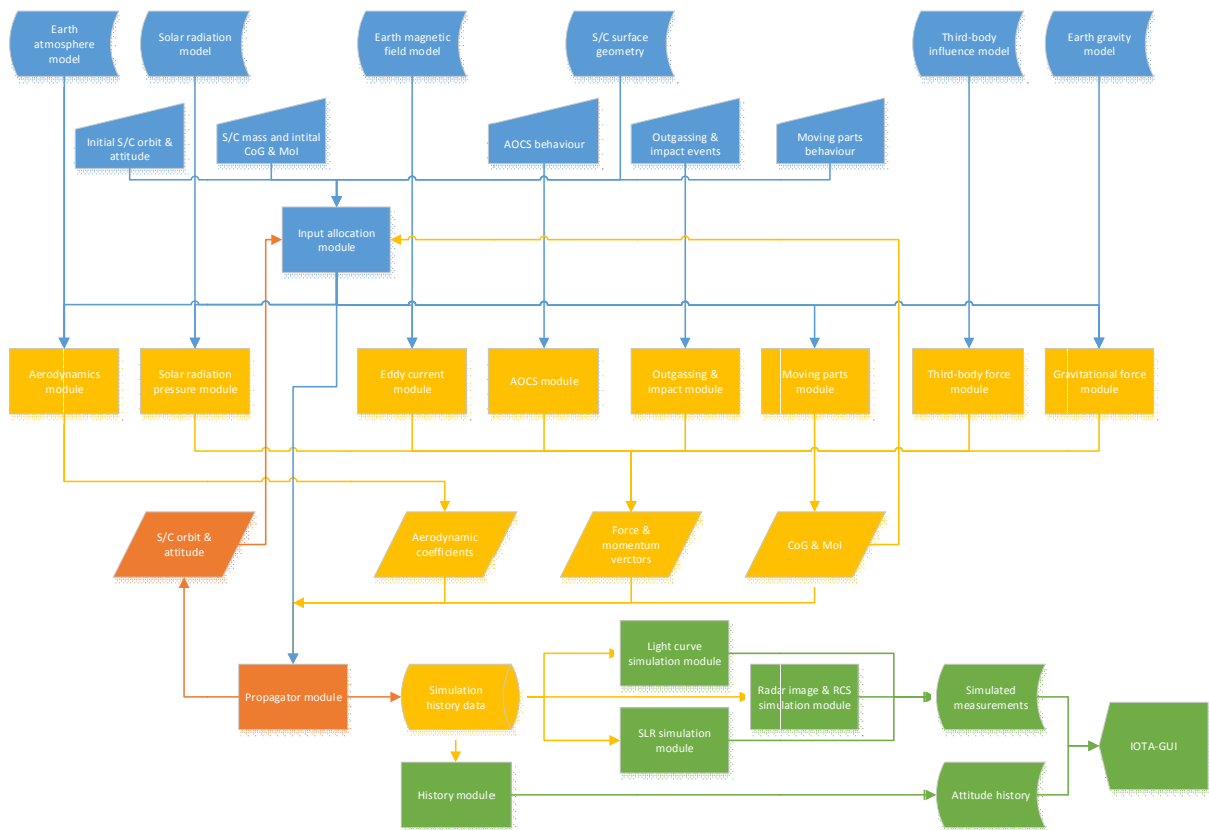 Earth
atmosphere
model
Solar radiation
model
Earth magnetic
field model
S/C surface
geometry
Third-body
influence model
Earth gravity
model
Initial S/C orbit &
attitude
S/C mass and intital
CoG & MoI
AOCS behaviour
Outgassing &
impact events
Moving parts
behaviour
Input allocation
module
Aerodynamics
module
Solar radiation
pressure module
Eddy current
module
AOCS module
Outgassing &
impact module
Moving parts
module
Third-body force
module
Gravitational force
module
S/C orbit &
attitude
Aerodynamic
coefficients
Force &
momentum
verctors
CoG & MoI
Light curve
simulation module
Propagator module
Simulation
history data
Radar image & RCS
simulation module
Simulated
measurements
SLR simulation
module
IOTA-GUI
History module
Attitude history